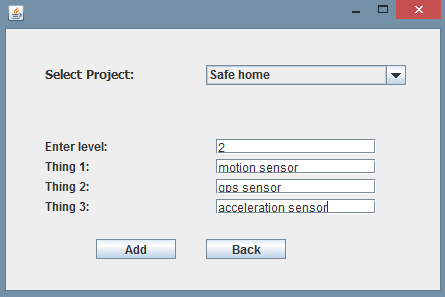 Select Project: Safe home
Enter level: 2
Thing 1: motion sensor
Thing 2: gps sensor
Thing 3: acceleration sensor
Add Back